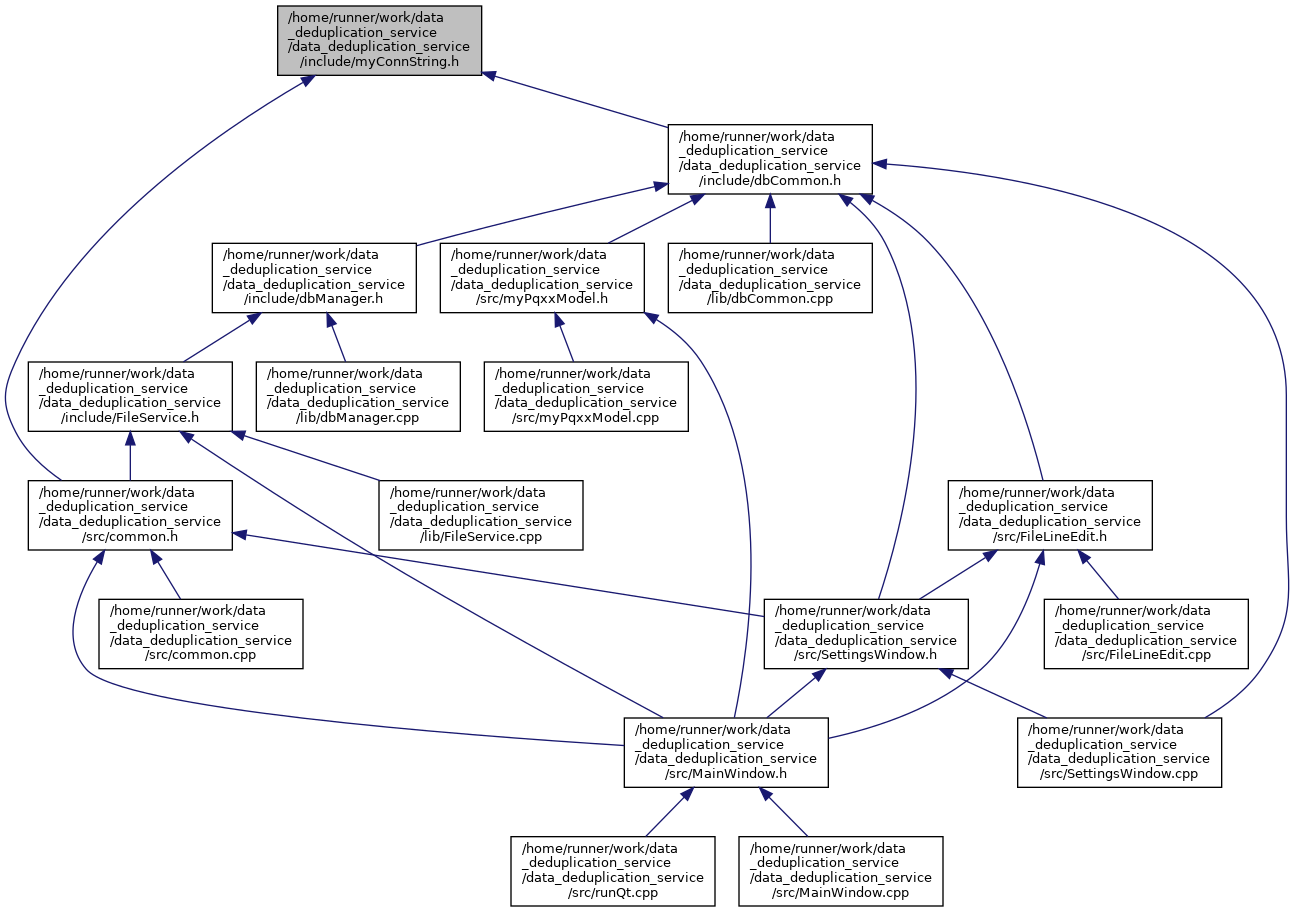 /home/runner/work/data
_deduplication_service
/data_deduplication_service
/include/myConnString.h
/home/runner/work/data
_deduplication_service
/data_deduplication_service
/include/dbCommon.h
/home/runner/work/data
_deduplication_service
/data_deduplication_service
/include/dbManager.h
/home/runner/work/data
_deduplication_service
/data_deduplication_service
/src/myPqxxModel.h
/home/runner/work/data
_deduplication_service
/data_deduplication_service
/lib/dbCommon.cpp
/home/runner/work/data
_deduplication_service
/data_deduplication_service
/include/FileService.h
/home/runner/work/data
_deduplication_service
/data_deduplication_service
/lib/dbManager.cpp
/home/runner/work/data
_deduplication_service
/data_deduplication_service
/src/myPqxxModel.cpp
/home/runner/work/data
_deduplication_service
/data_deduplication_service
/src/common.h
/home/runner/work/data
_deduplication_service
/data_deduplication_service
/lib/FileService.cpp
/home/runner/work/data
_deduplication_service
/data_deduplication_service
/src/FileLineEdit.h
/home/runner/work/data
_deduplication_service
/data_deduplication_service
/src/common.cpp
/home/runner/work/data
_deduplication_service
/data_deduplication_service
/src/SettingsWindow.h
/home/runner/work/data
_deduplication_service
/data_deduplication_service
/src/FileLineEdit.cpp
/home/runner/work/data
_deduplication_service
/data_deduplication_service
/src/MainWindow.h
/home/runner/work/data
_deduplication_service
/data_deduplication_service
/src/SettingsWindow.cpp
/home/runner/work/data
_deduplication_service
/data_deduplication_service
/src/runQt.cpp
/home/runner/work/data
_deduplication_service
/data_deduplication_service
/src/MainWindow.cpp